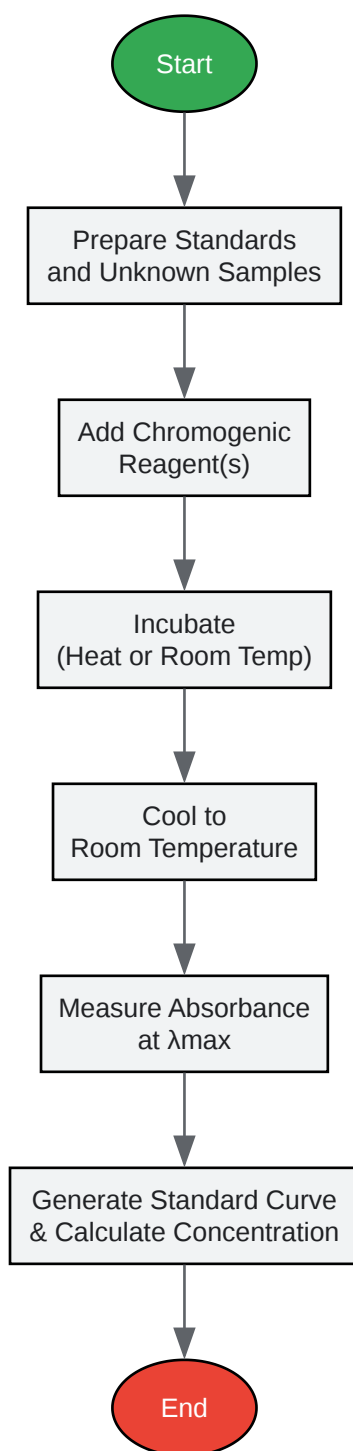 Start
Prepare Standards
and Unknown Samples
Add Chromogenic
Reagent(s)
Incubate
(Heat or Room Temp)
Cool to
Room Temperature
Measure Absorbance
at λmax
Generate Standard Curve
& Calculate Concentration
End